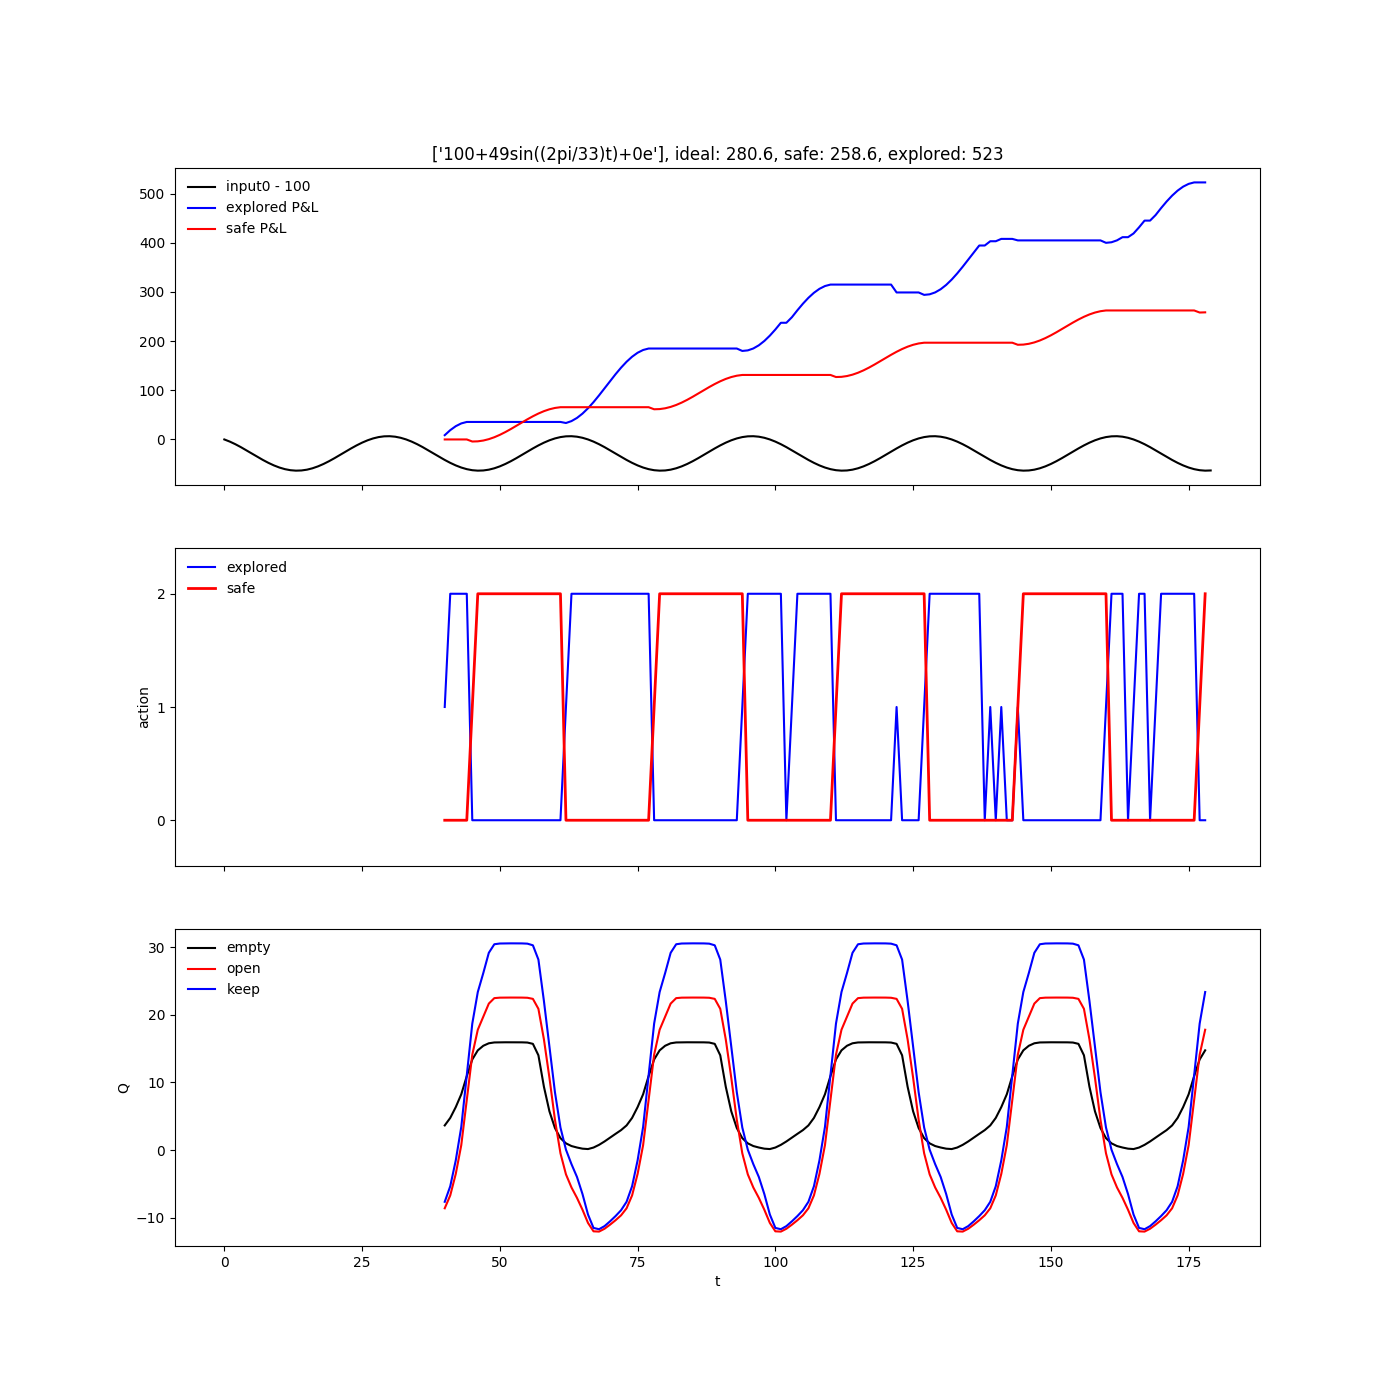 ['100+49sin((2pi/33)t)+0e'], ideal: 280.6, safe: 258.6, explored: 523
input0 - 100
explored P&L
safe P&L
500
400
300
200
100
0
explored
safe
2
1
0
action
empty
open
keep
30
20
10
0
−10
Q
0 25 50 75 100 125 150 175
t